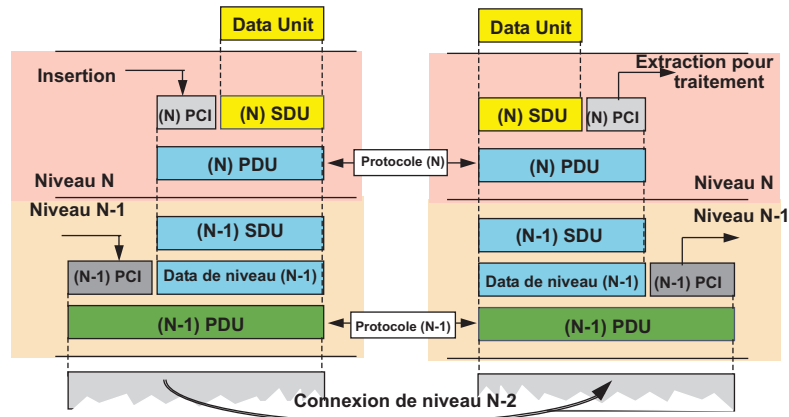 Data Unit
Data Unit
Insertion
Extraction pour
traitement
(N) PCI
(N) SDU
(N) SDU
(N) PCI
(N) PDU
Protocole (N)
(N) PDU
Niveau N
Niveau N
Niveau N-1
Niveau N-1
(N-1) SDU
(N-1) SDU
(N-1) PCI
Data de niveau (N-1)
Data de niveau (N-1)
(N-1) PCI
(N-1) PDU
Protocole (N-1)
(N-1) PDU
Connexion de niveau N-2